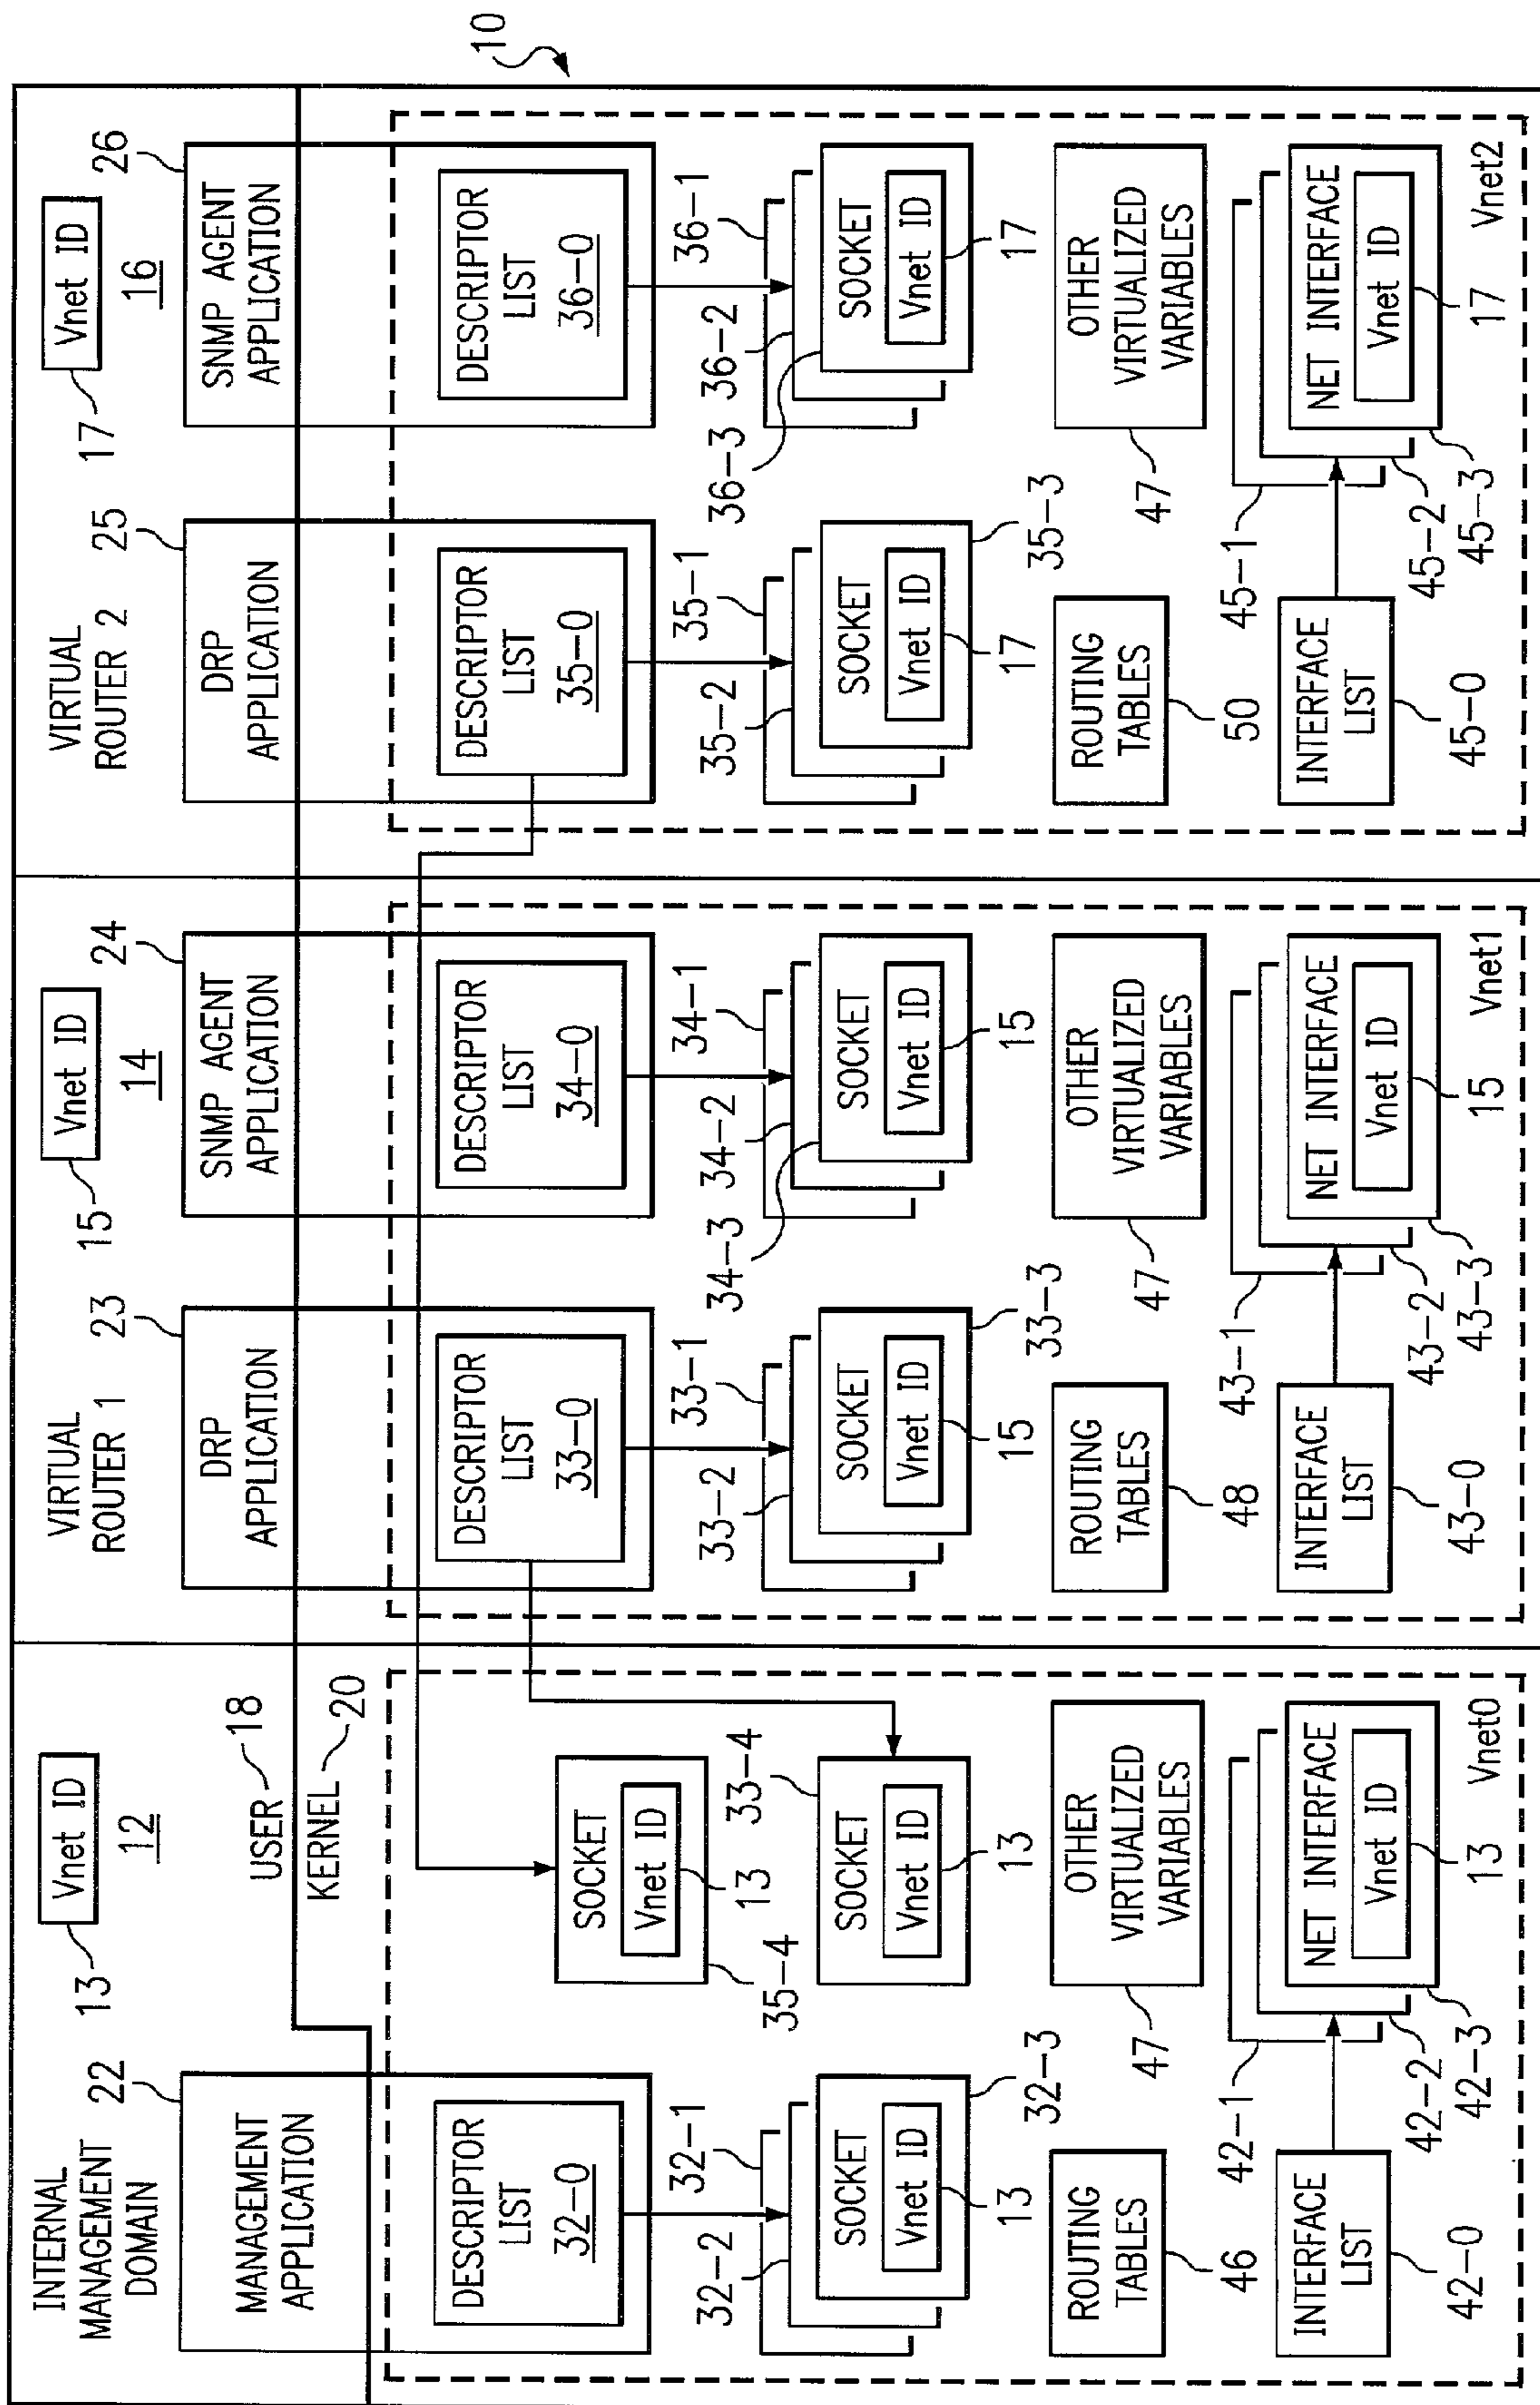 10
INTERNAL
MANAGEMENT
DOMAIN
13
Vnet ID
12
22
MANAGEMENT
APPLICATION
USER 18
KERNEL 20
DESCRIPTOR
LIST
32-0
32-2
32-1
SOCKET
Vnet ID
32-3
13
SOCKET
Vnet ID
13
35-4
33-4
SOCKET
Vnet ID
13
ROUTING
TABLES
46
OTHER
VIRTUALIZED
VARIABLES
47
INTERFACE
LIST
42-0
42-1
NET INTERFACE
Vnet ID
42-2
42-3
13
Vnet0
VIRTUAL
ROUTER 1
15
Vnet ID
14
23
DRP
APPLICATION
24
SNMP AGENT
APPLICATION
DESCRIPTOR
LIST
33-0
DESCRIPTOR
LIST
34-0
33-2
33-1
SOCKET
Vnet ID
33-3
15
34-3
34-2
34-1
SOCKET
Vnet ID
15
ROUTING
TABLES
48
OTHER
VIRTUALIZED
VARIABLES
47
INTERFACE
LIST
43-0
43-1
NET INTERFACE
Vnet ID
43-2
43-3
15
Vnet1
VIRTUAL
ROUTER 2
17
Vnet ID
16
25
DRP
APPLICATION
26
SNMP AGENT
APPLICATION
DESCRIPTOR
LIST
35-0
DESCRIPTOR
LIST
36-0
35-2
35-1
SOCKET
Vnet ID
35-3
17
36-3
36-2
36-1
SOCKET
Vnet ID
17
ROUTING
TABLES
50
OTHER
VIRTUALIZED
VARIABLES
47
INTERFACE
LIST
45-0
45-1
NET INTERFACE
Vnet ID
45-2
45-3
17
Vnet2